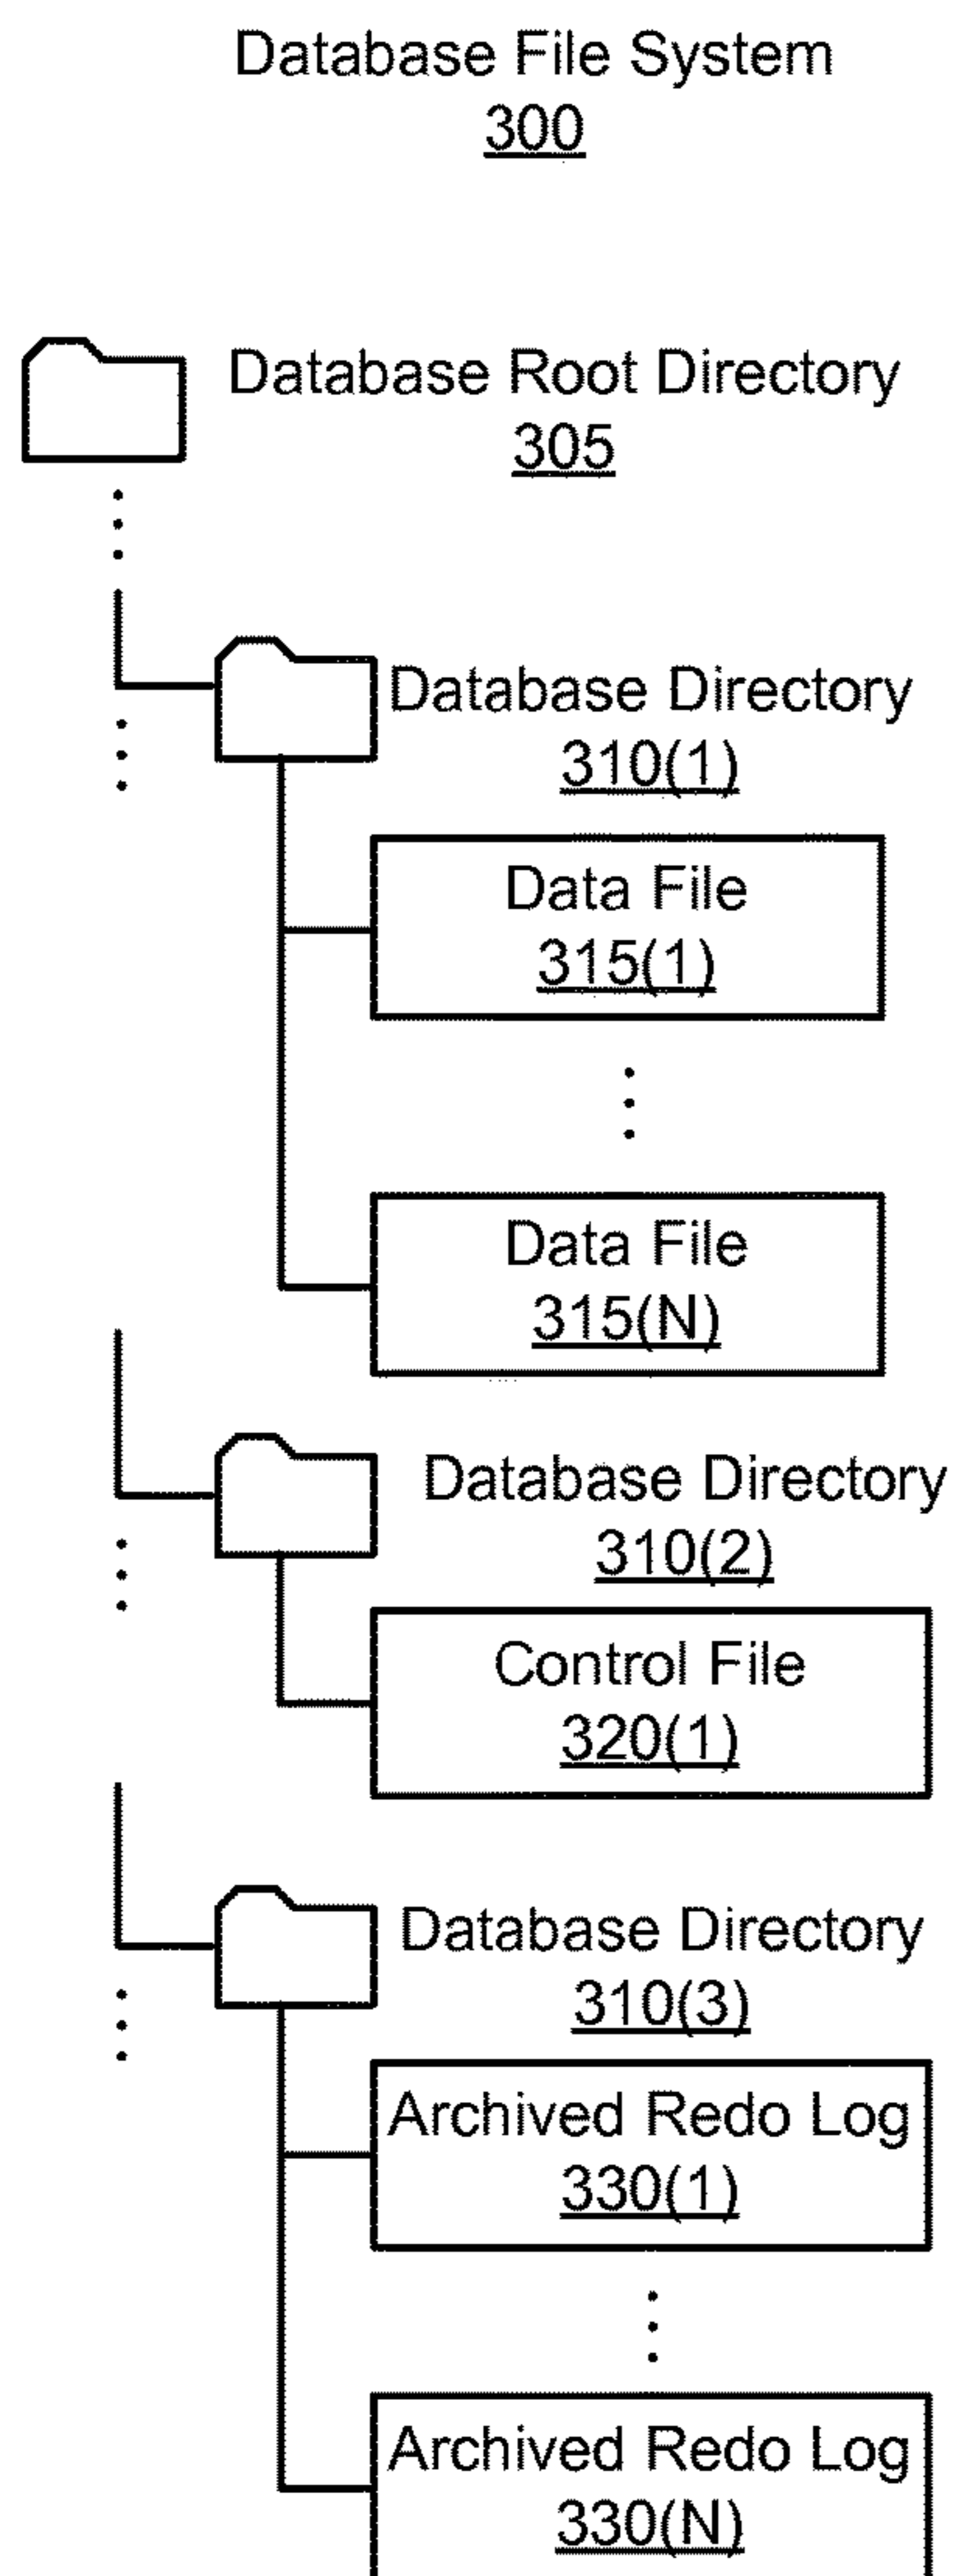 Database File System
300
Database Root Directory
305
Database Directory
310(1)
Data File
315(1)
Data File
315(N)
Database Directory
310(2)
Control File
320(1)
Database Directory
310(3)
Archived Redo Log
330(1)
Archived Redo Log
330(N)